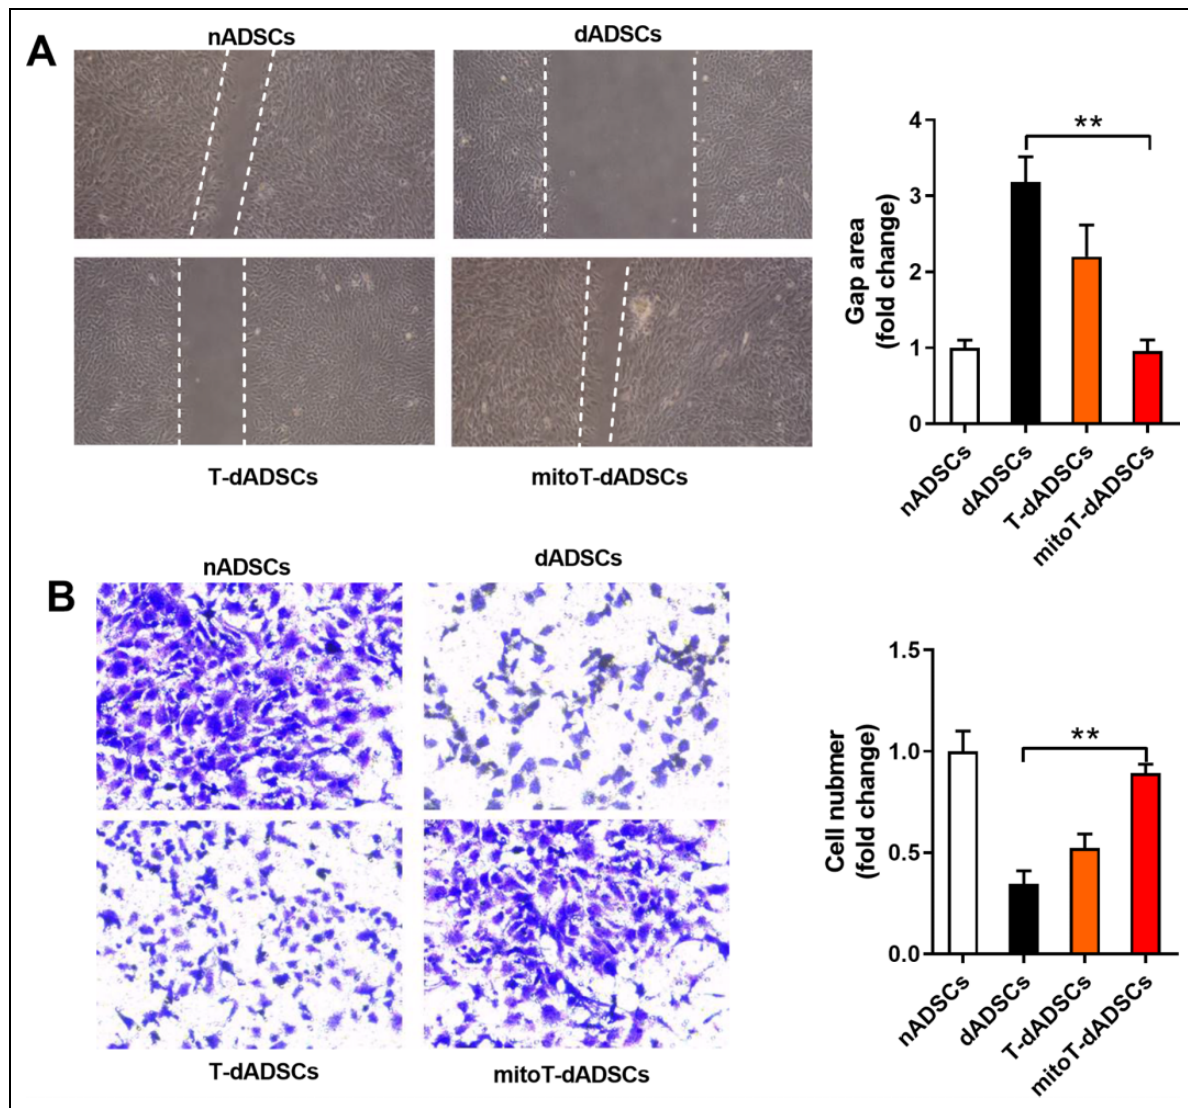 A
nADSCs
dADSCs
T-dADSCs
mitoT-dADSCs
Gap area
(fold change)
4
3
2
1
0
**
nADSCs
dADSCs
T-dADSCs
mitoT-dADSCs
B
nADSCs
dADSCs
T-dADSCs
mitoT-dADSCs
Cell nubmer
(fold change)
1.5
1.0
0.5
0.0
**
nADSCs
dADSCs
T-dADSCs
mitoT-dADSCs